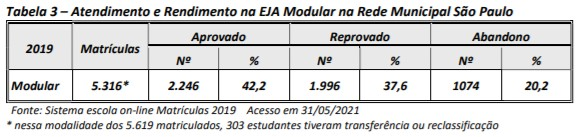 Tabela 3 – Atendimento e Rendimento na EJA Modular na Rede Municipal São Paulo
2019 Matrículas Aprovado Reprovado Abandono
Nº % Nº % Nº %
Modular 5.316* 2.246 42,2 1.996 37,6 1074 20,2
Fonte: Sistema escola on-line Matrículas 2019 Acesso em 31/05/2021
* nessa modalidade dos 5.619 matriculados, 303 estudantes tiveram transferência ou reclassificação